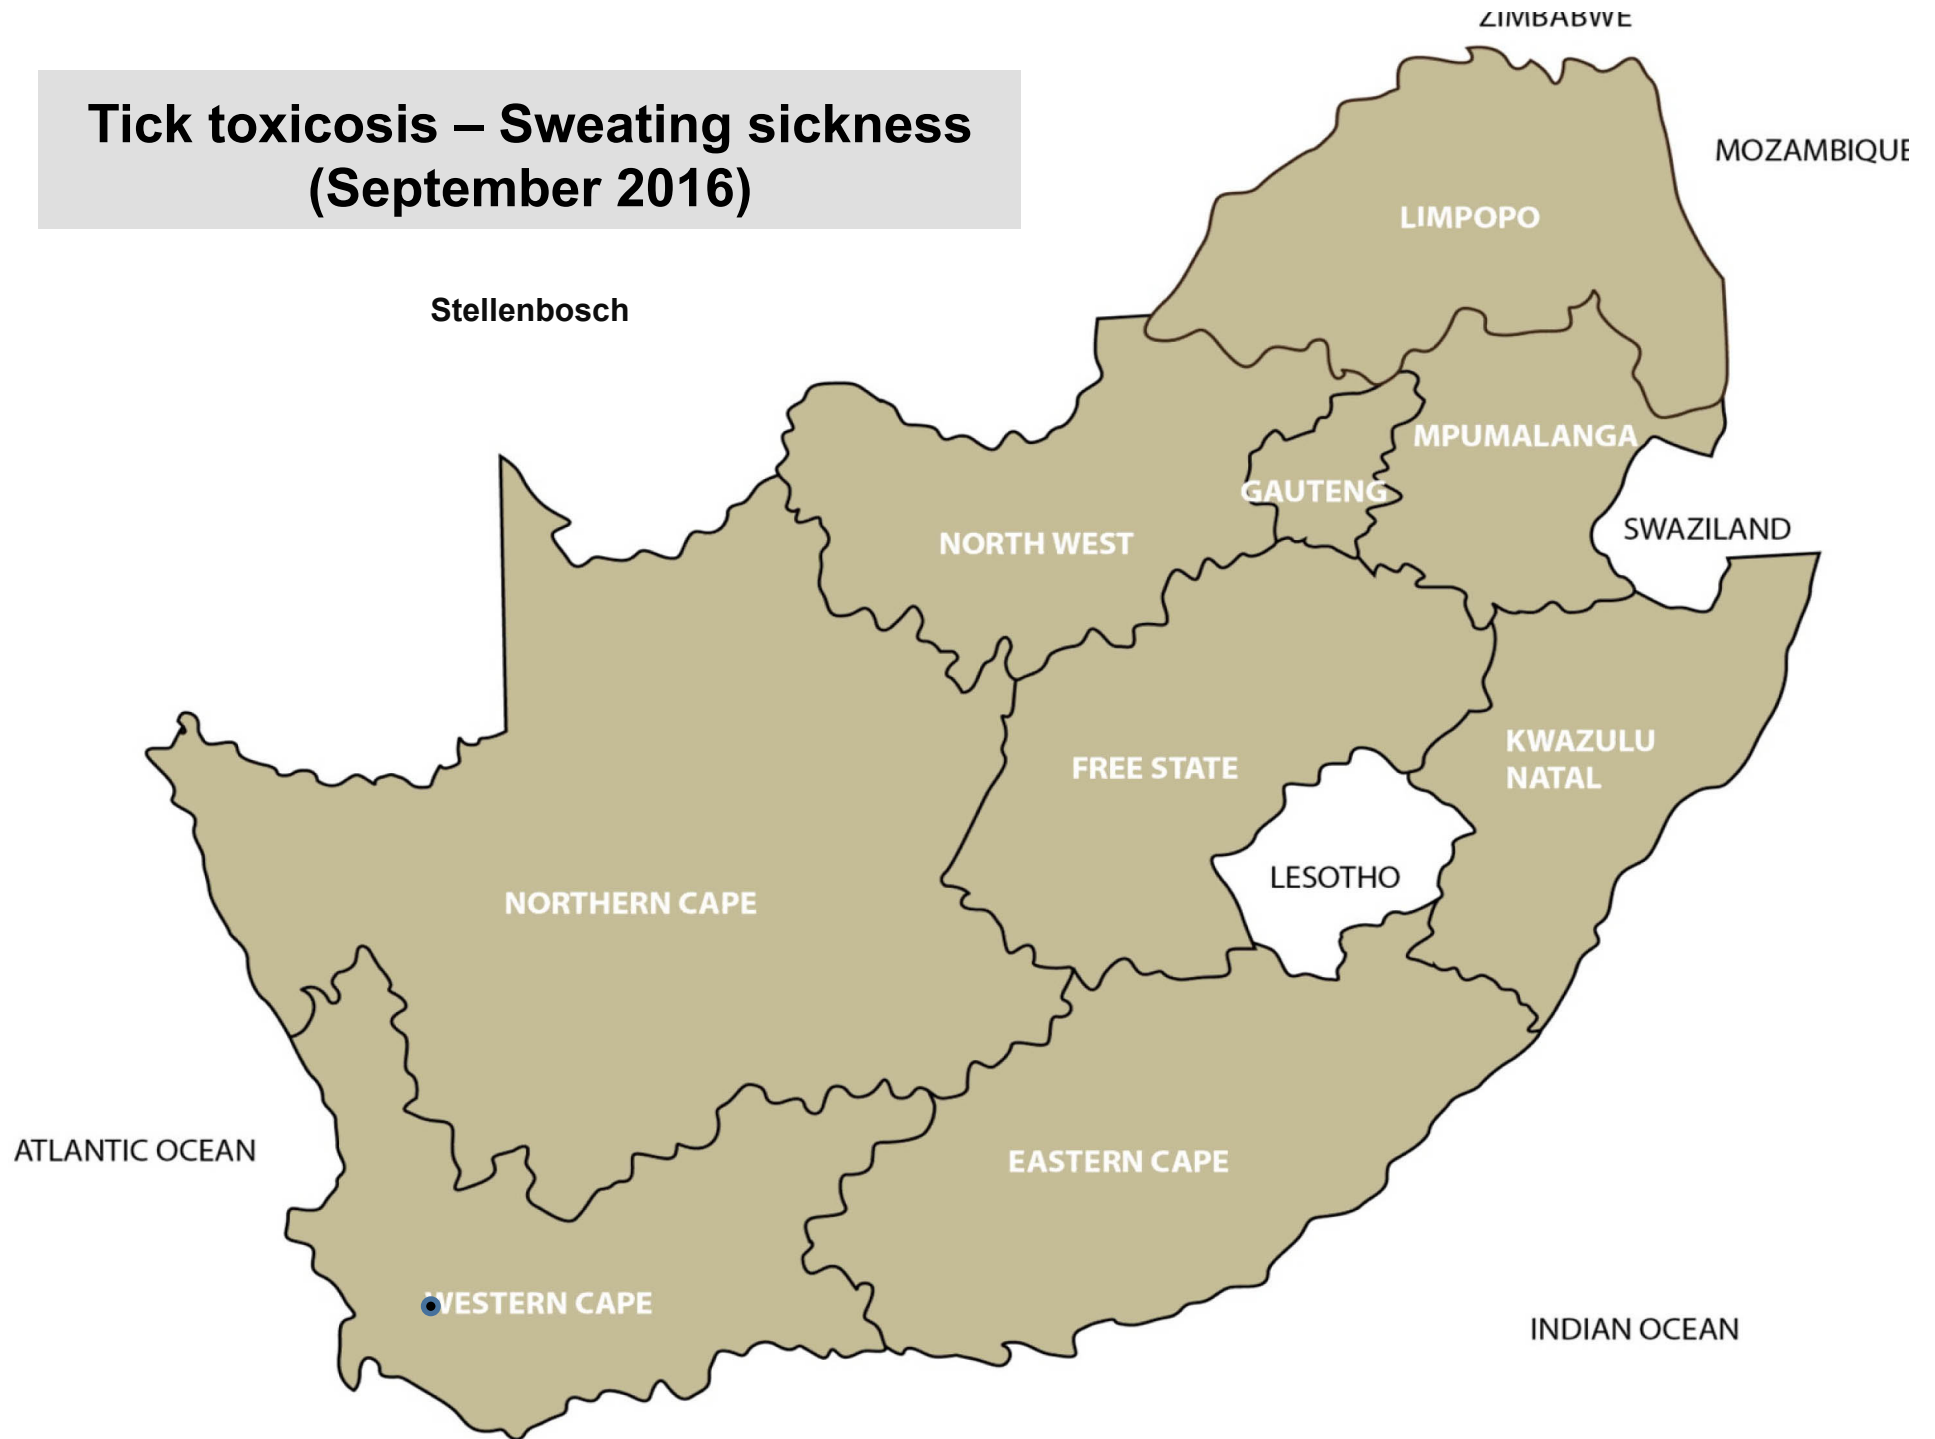 ZIMBABWE
Tick toxicosis – Sweating sickness
(September 2016)
MOZAMBIQUE
LIMPOPO
Stellenbosch
MPUMALANGA
GAUTENG
SWAZILAND
NORTH WEST
KWAZULU
NATAL
FREE STATE
LESOTHO
NORTHERN CAPE
ATLANTIC OCEAN
EASTERN CAPE
WESTERN CAPE
INDIAN OCEAN